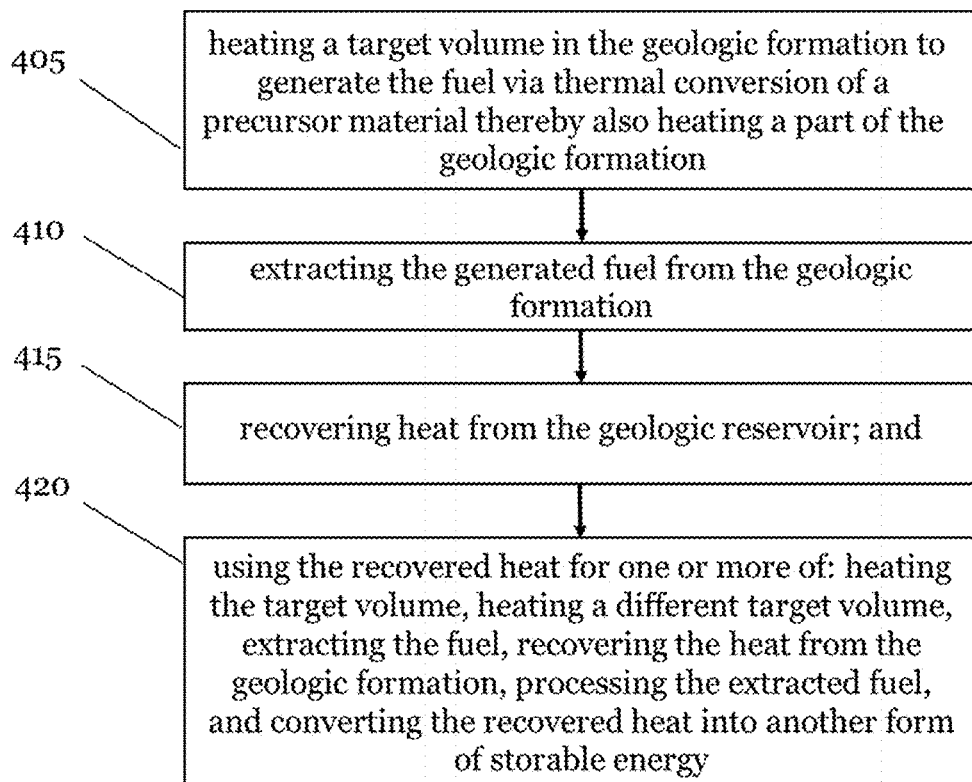 405
heating a target volume in the geologic formation to
generate the fuel via thermal conversion of a
precursor material thereby also heating a part of the
geologic formation
410
extracting the generated fuel from the geologic
formation
415
recovering heat from the geologic reservoir; and
420
using the recovered heat for one or more of: heating
the target volume, heating a different target volume,
extracting the fuel, recovering the heat from the
geologic formation, processing the extracted fuel,
and converting the recovered heat into another form
of storable energy